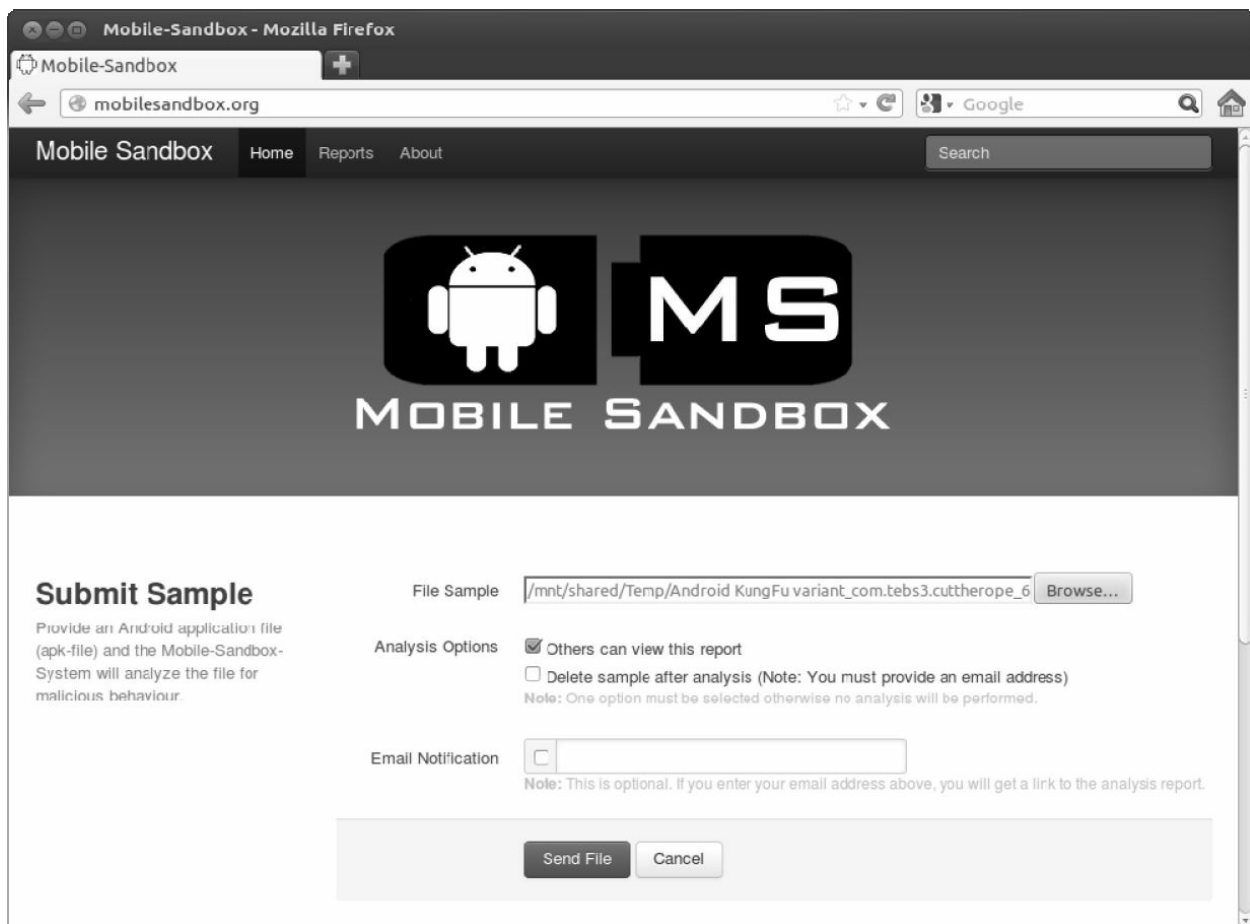 Mobile-Sandbox - Mozilla Firefox
Mobile-Sandbox
mobilesandbox.org
Google
Mobile Sandbox Home Reports About Search
MS
MOBILE SANDBOX
Submit Sample
Provide an Android application file
(apk-file) and the Mobile-Sandbox-
System will analyze the file for
malicious behaviour.
File Sample /mnt/shared/Temp/Android KungFu variant_com.tebs3.cuttherope_6 Browse...
Analysis Options Others can view this report
Delete sample after analysis (Note: You must provide an email address)
Note: One option must be selected otherwise no analysis will be performed.
Email Notification
Note: This is optional. If you enter your email address above, you will get a link to the analysis report.
Send File Cancel